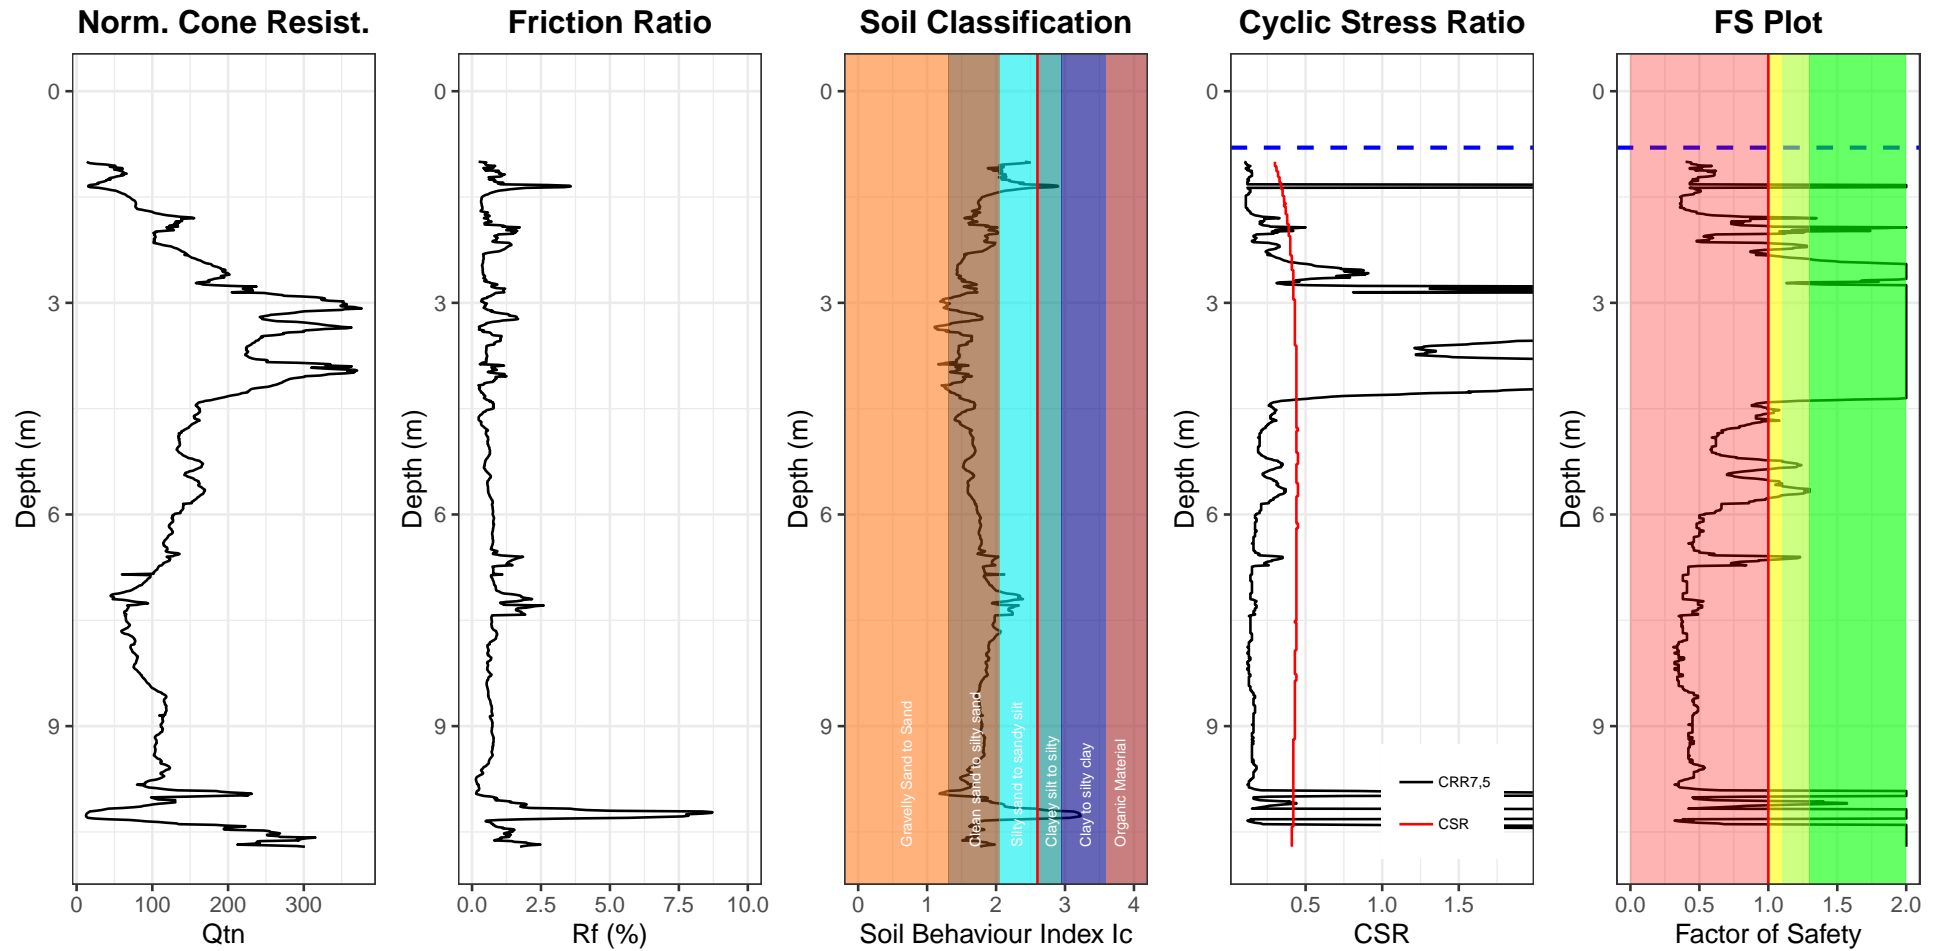 Norm. Cone Resist.
Friction Ratio
Soil Classification
Cyclic Stress Ratio
FS Plot
Depth (m)
0
3
6
9
0 100 200 300
Qtn
Depth (m)
0
3
6
9
0.0 2.5 5.0 7.5 10.0
Rf (%)
Depth (m)
0
3
6
9
Gravelly Sand to Sand
Clean sand to silty sand
Silty sand to sandy silt
Clayey silt to silty
Clay to silty clay
Organic Material
0 1 2 3 4
Soil Behaviour Index Ic
Depth (m)
0
3
6
9
CRR7,5
CSR
0.5 1.0 1.5
CSR
Depth (m)
0
3
6
9
0.0 0.5 1.0 1.5 2.0
Factor of Safety